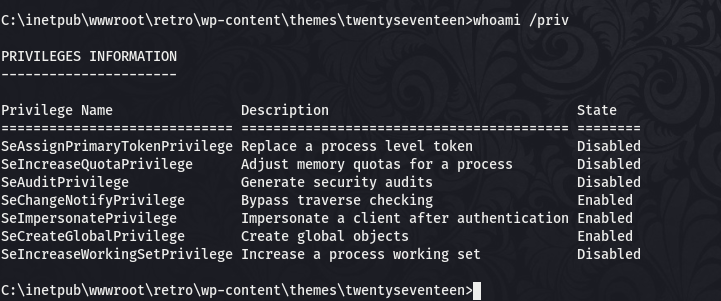 C:\inetpub\wwwroot\retro\wp-content\themes\twentyseventeen>whoami /priv
PRIVILEGES INFORMATION
----------------------
Privilege Name                Description                               State
============================= ========================================= ========
SeAssignPrimaryTokenPrivilege Replace a process level token             Disabled
SeIncreaseQuotaPrivilege      Adjust memory quotas for a process        Disabled
SeAuditPrivilege              Generate security audits                  Disabled
SeChangeNotifyPrivilege       Bypass traverse checking                  Enabled
SeImpersonatePrivilege        Impersonate a client after authentication Enabled
SeCreateGlobalPrivilege       Create global objects                     Enabled
SeIncreaseWorkingSetPrivilege Increase a process working set            Disabled
C:\inetpub\wwwroot\retro\wp-content\themes\twentyseventeen>